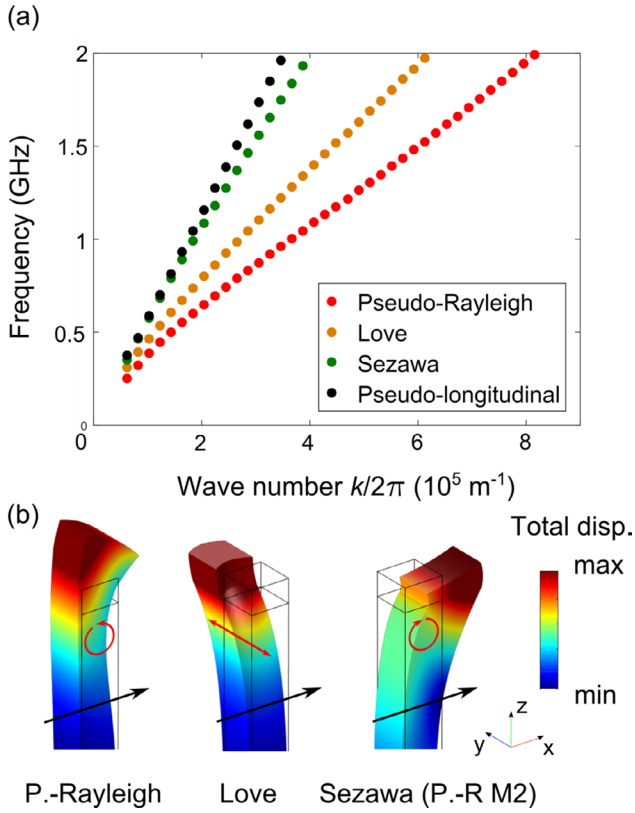 (a)
Frequency (GHz)
2
1.5
1
0.5
0
0
2
4
6
8
Pseudo-Rayleigh
Love
Sezawa
Pseudo-longitudinal
Wave number k/2π (10⁵ m⁻¹)
(b)
Total disp.
max
min
z
y
x
P.-Rayleigh
Love
Sezawa (P.-R M2)